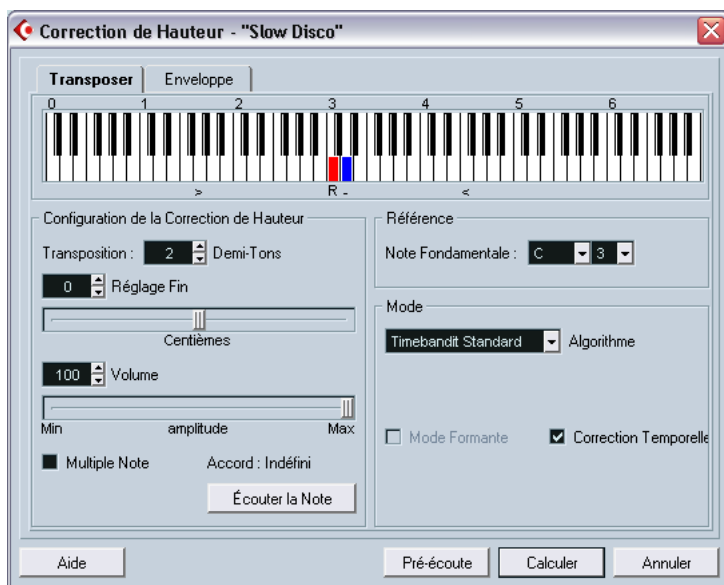 Correction de Hauteur - "Slow Disco"
Transposer Enveloppe
0 1 2 3 4 5 6
> R - <
Configuration de la Correction de Hauteur
Transposition : 2 Demi-Tons
0 Réglage Fin
Centièmes
100 Volume
Min amplitude Max
Multiple Note Accord : Indéfini
Écouter la Note
Référence
Note Fondamentale : C 3
Mode
Timebandit Standard Algorithme
Mode Formante Correction Temporelle
Aide Pré-écoute Calculer Annuler